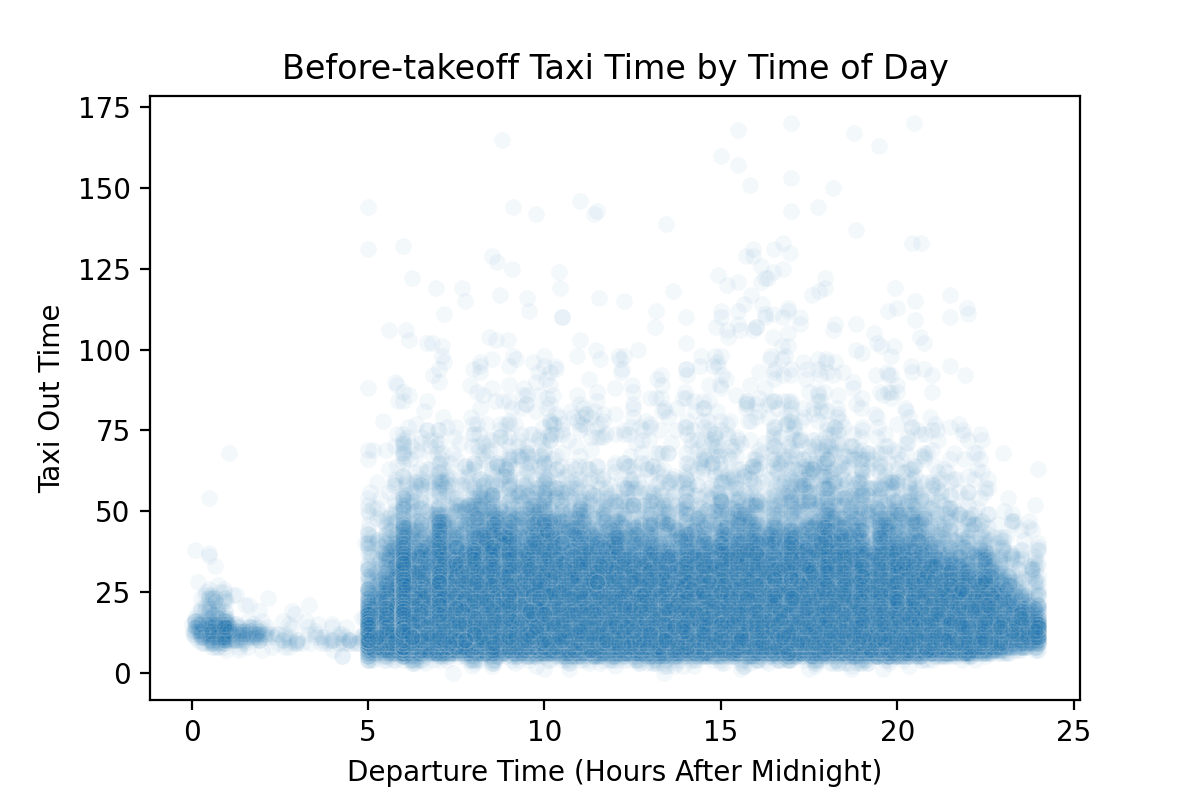 Before-takeoff Taxi Time by Time of Day
175
150
125
100
75
50
25
0
Taxi Out Time
0 5 10 15 20 25
Departure Time (Hours After Midnight)